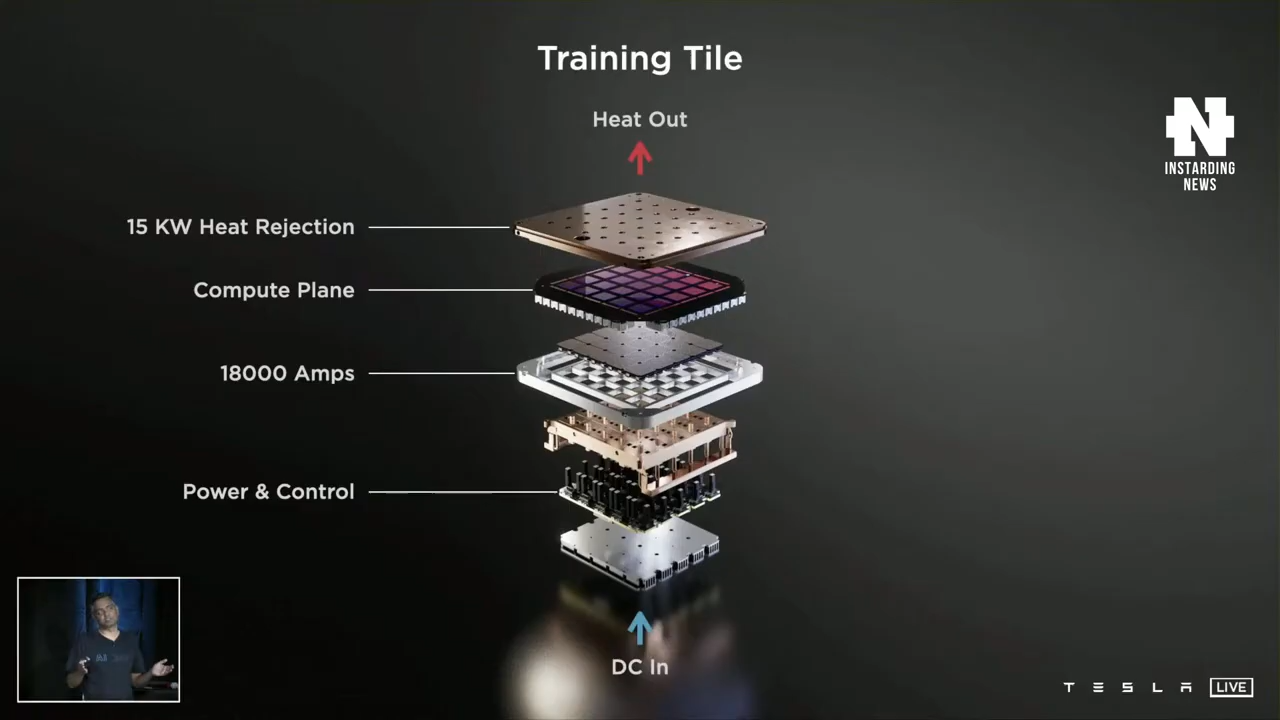 Training Tile
Heat Out
15 KW Heat Rejection
Compute Plane
18000 Amps
Power & Control
DC In
N
INSTARDING
NEWS
AI
TESLA LIVE